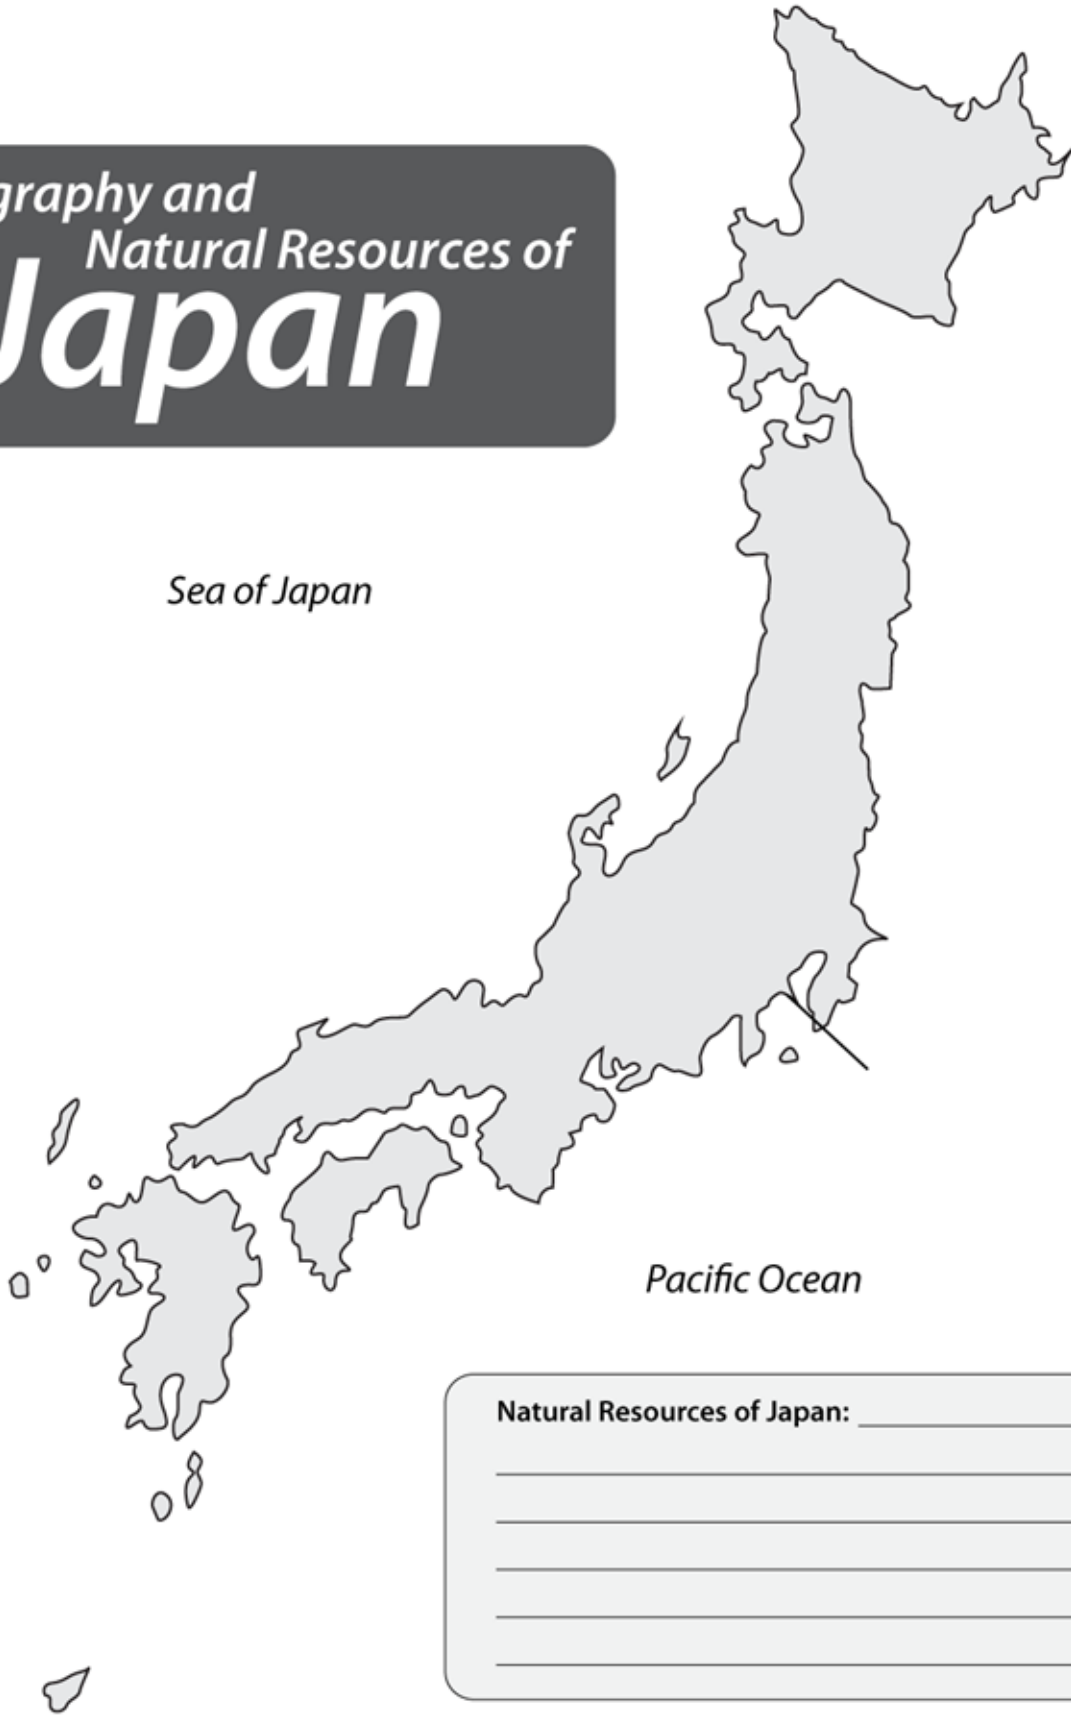 graphy and
Natural Resources of
Japan
Sea of Japan
Pacific Ocean
Natural Resources of Japan: